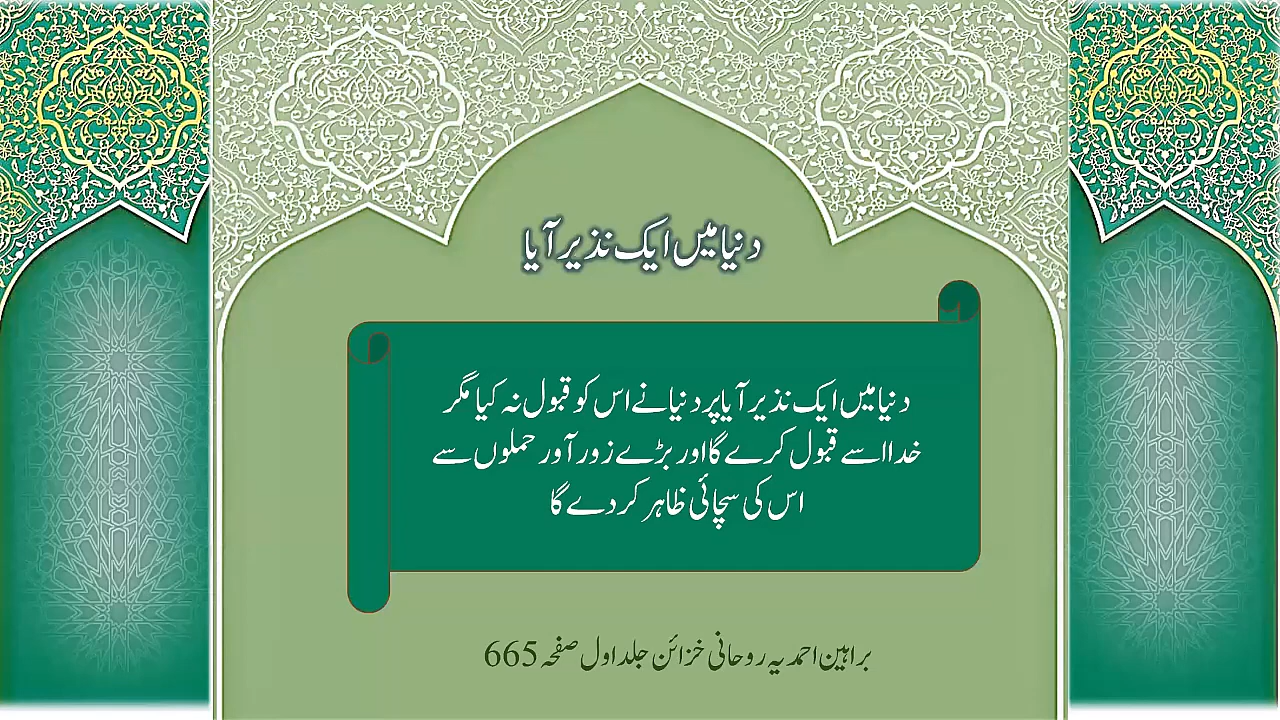 دنیا میں ایک نذیر آیا
دنیا میں ایک نذیر آیا پر دنیا نے اس کو قبول نہ کیا مگر
خدا اسے قبول کرے گا اور بڑے زور آور حملوں سے
اس کی سچائی ظاہر کر دے گا
براہین احمدیہ روحانی خزائن جلد اول صفحہ 665